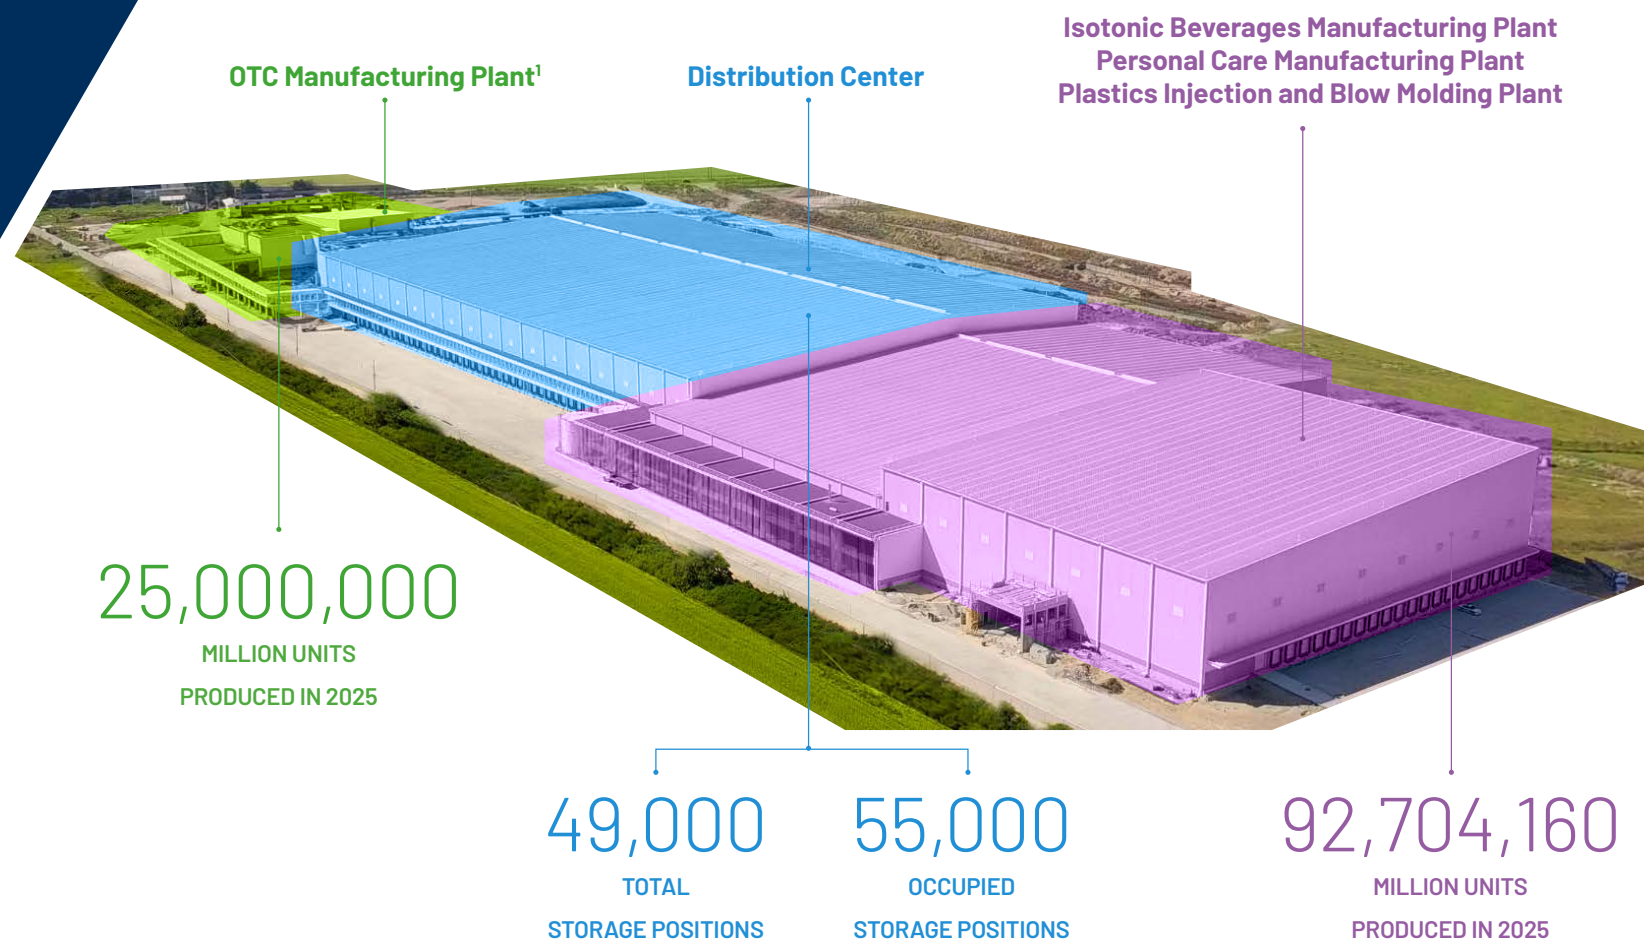 OTC Manufacturing Plant¹
Distribution Center
Isotonic Beverages Manufacturing Plant
Personal Care Manufacturing Plant
Plastics Injection and Blow Molding Plant
25,000,000
MILLION UNITS
PRODUCED IN 2025
49,000
TOTAL
STORAGE POSITIONS
55,000
OCCUPIED
STORAGE POSITIONS
92,704,160
MILLION UNITS
PRODUCED IN 2025